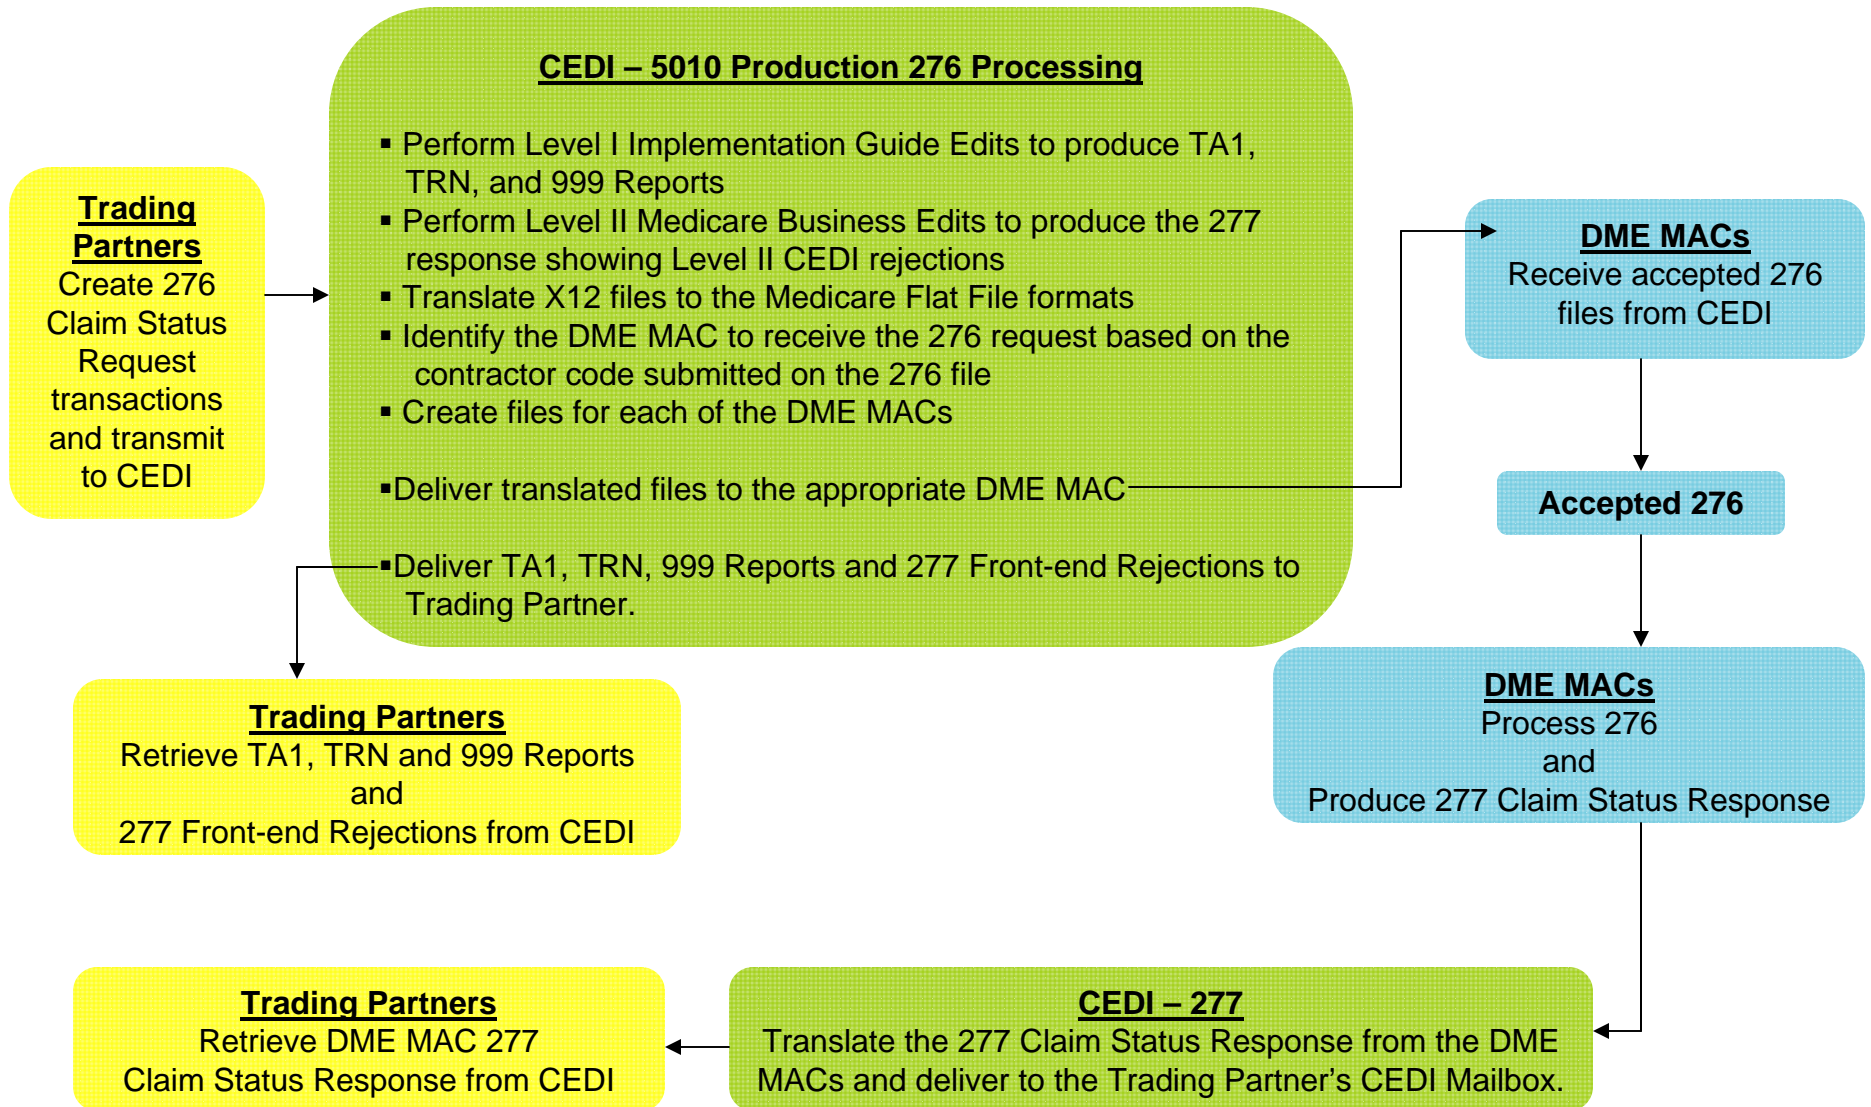 CEDI – 5010 Production 276 Processing
▪ Perform Level I Implementation Guide Edits to produce TA1,
TRN, and 999 Reports
▪ Perform Level II Medicare Business Edits to produce the 277
response showing Level II CEDI rejections
▪ Translate X12 files to the Medicare Flat File formats
▪ Identify the DME MAC to receive the 276 request based on the
contractor code submitted on the 276 file
▪ Create files for each of the DME MACs
▪Deliver translated files to the appropriate DME MAC
▪Deliver TA1, TRN, 999 Reports and 277 Front-end Rejections to
Trading Partner.
Trading
Partners
Create 276
Claim Status
Request
transactions
and transmit
to CEDI
DME MACs
Receive accepted 276
files from CEDI
Accepted 276
DME MACs
Process 276
and
Produce 277 Claim Status Response
Trading Partners
Retrieve TA1, TRN and 999 Reports
and
277 Front-end Rejections from CEDI
Trading Partners
Retrieve DME MAC 277
Claim Status Response from CEDI
CEDI – 277
Translate the 277 Claim Status Response from the DME
MACs and deliver to the Trading Partner’s CEDI Mailbox.